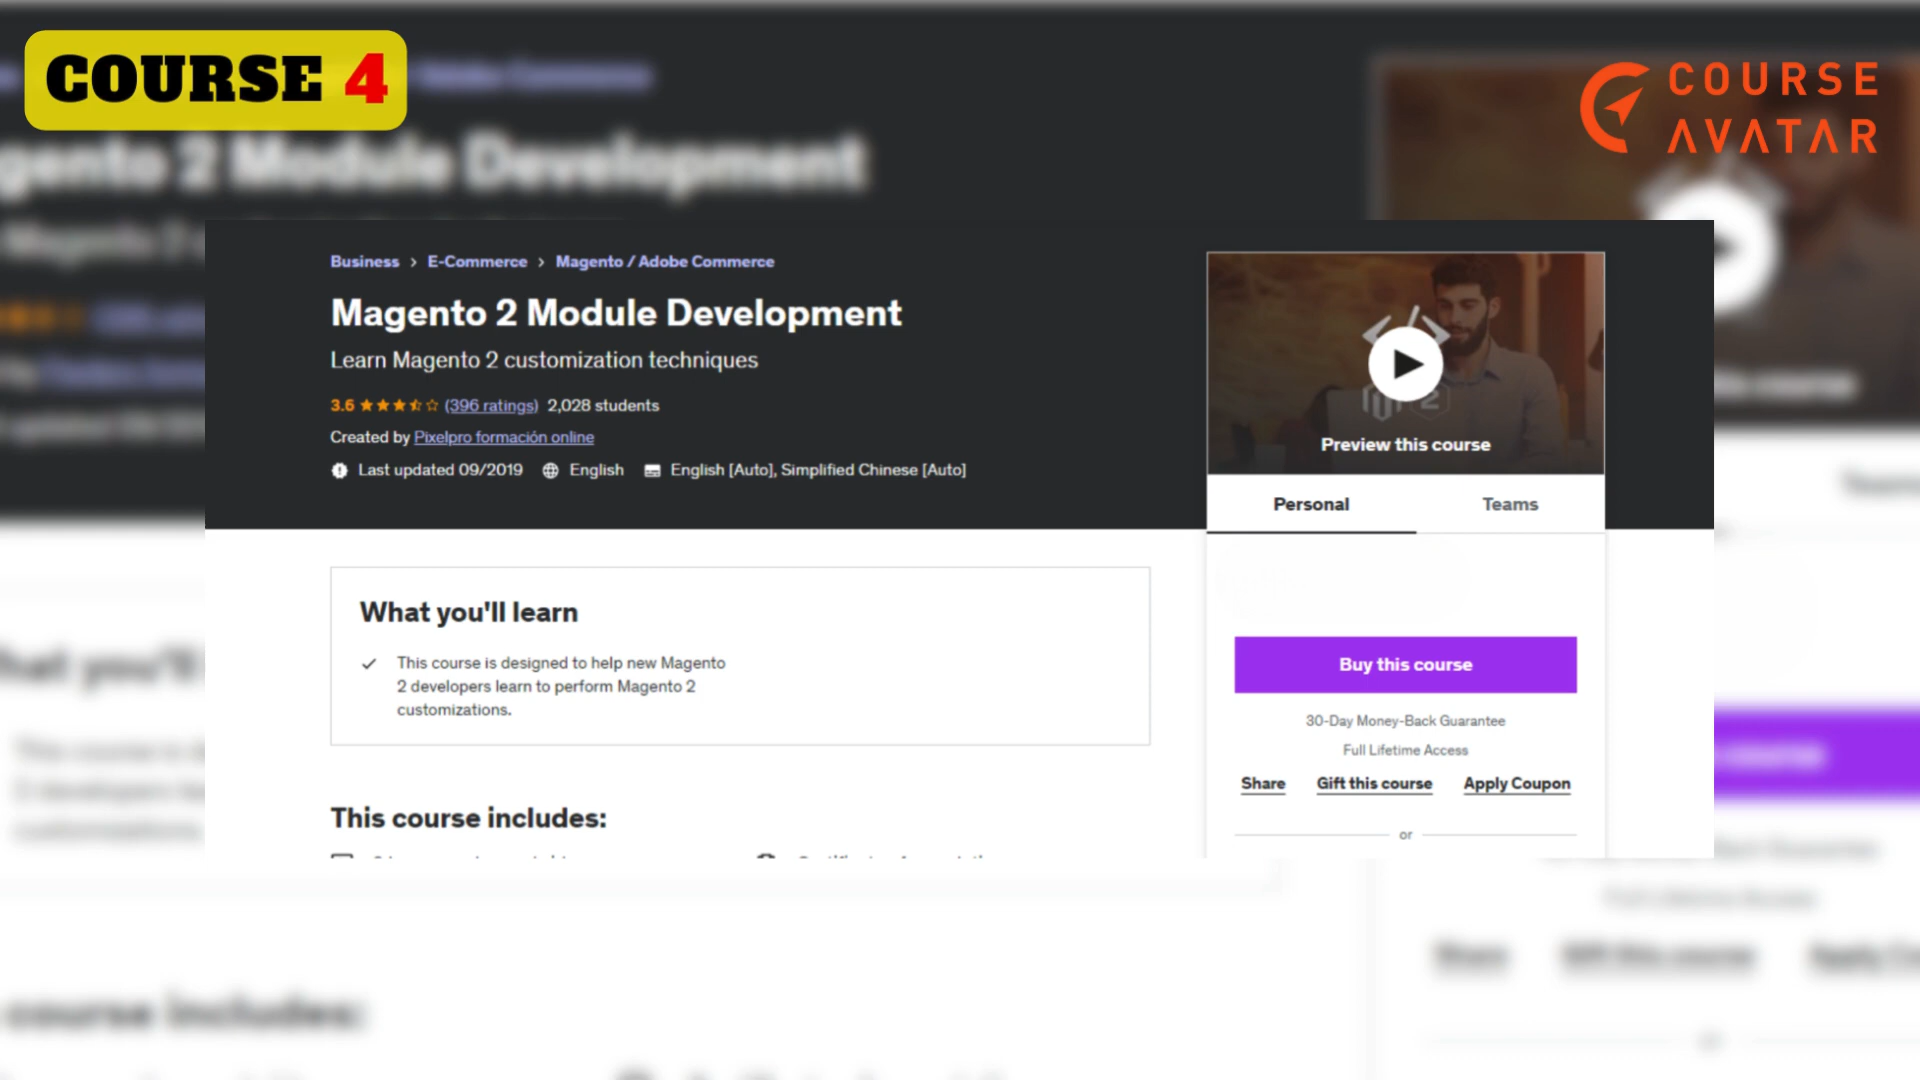 COURSE 4
COURSE
AVATAR
Business > E-Commerce > Magento / Adobe Commerce
Magento 2 Module Development
Learn Magento 2 customization techniques
3.6 (396 ratings) 2,028 students
Created by Pixelpro formación online
Last updated 09/2019 English English [Auto], Simplified Chinese [Auto]
Preview this course
Personal Teams
What you'll learn
This course is designed to help new Magento
2 developers learn to perform Magento 2
customizations.
Buy this course
30-Day Money-Back Guarantee
Full Lifetime Access
Share Gift this course Apply Coupon
or
This course includes: